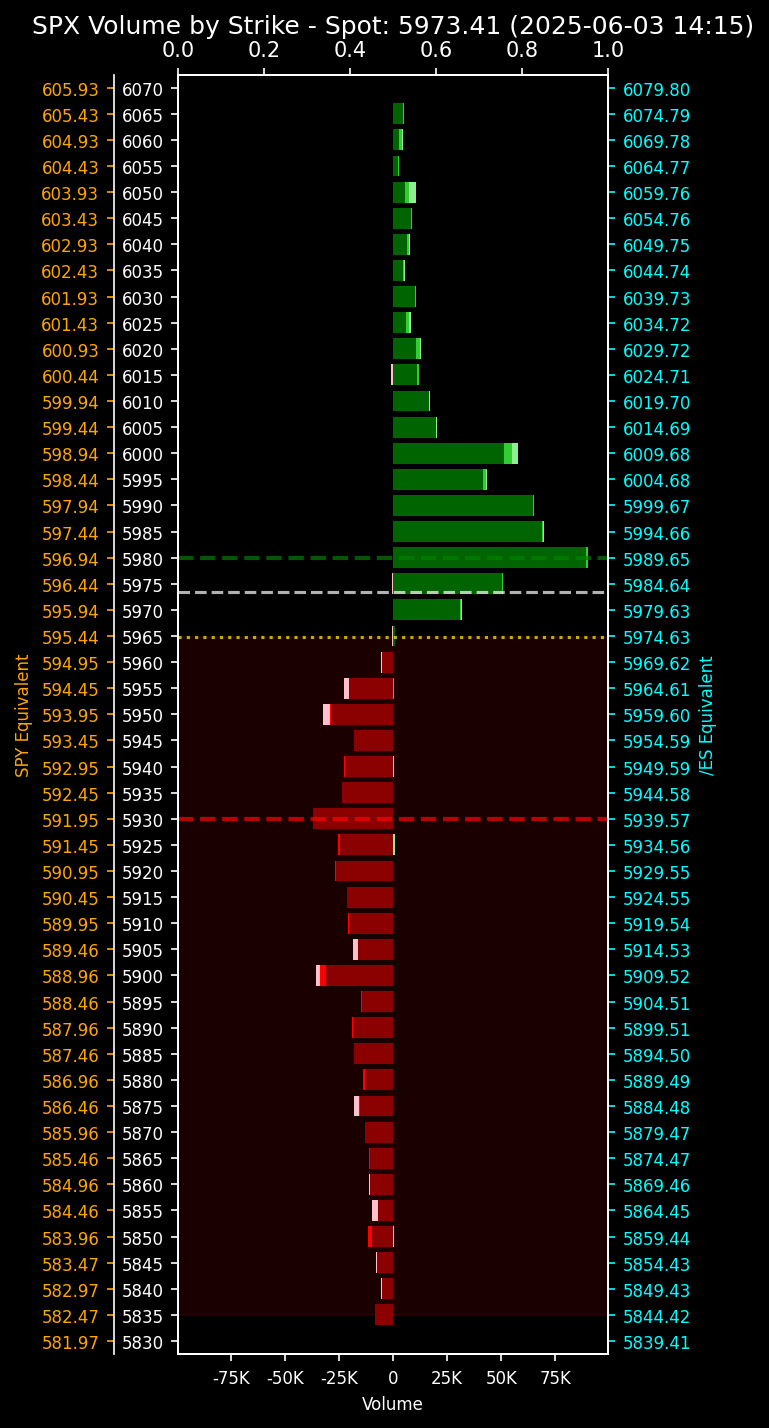 SPX Volume by Strike - Spot: 5973.41 (2025-06-03 14:15)
0.0 0.2 0.4 0.6 0.8 1.0
605.93 6070 6079.80
605.43 6065 6074.79
604.93 6060 6069.78
604.43 6055 6064.77
603.93 6050 6059.76
603.43 6045 6054.76
602.93 6040 6049.75
602.43 6035 6044.74
601.93 6030 6039.73
601.43 6025 6034.72
600.93 6020 6029.72
600.44 6015 6024.71
599.94 6010 6019.70
599.44 6005 6014.69
598.94 6000 6009.68
598.44 5995 6004.68
597.94 5990 5999.67
597.44 5985 5994.66
596.94 5980 5989.65
596.44 5975 5984.64
595.94 5970 5979.63
595.44 5965 5974.63
594.95 5960 5969.62
594.45 5955 5964.61
593.95 5950 5959.60
593.45 5945 5954.59
592.95 5940 5949.59
592.45 5935 5944.58
591.95 5930 5939.57
591.45 5925 5934.56
590.95 5920 5929.55
590.45 5915 5924.55
589.95 5910 5919.54
589.46 5905 5914.53
588.96 5900 5909.52
588.46 5895 5904.51
587.96 5890 5899.51
587.46 5885 5894.50
586.96 5880 5889.49
586.46 5875 5884.48
585.96 5870 5879.47
585.46 5865 5874.47
584.96 5860 5869.46
584.46 5855 5864.45
583.96 5850 5859.44
583.47 5845 5854.43
582.97 5840 5849.43
582.47 5835 5844.42
581.97 5830 5839.41
SPY Equivalent
/ES Equivalent
-75K -50K -25K 0 25K 50K 75K
Volume